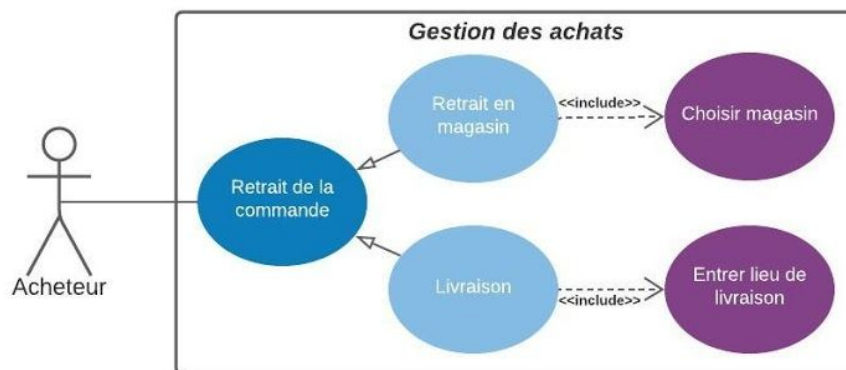 Gestion des achats
Retrait en
magasin
<<include>>
Choisir magasin
Retrait de la
commande
Acheteur
Livraison
<<include>>
Entrer lieu de
livraison